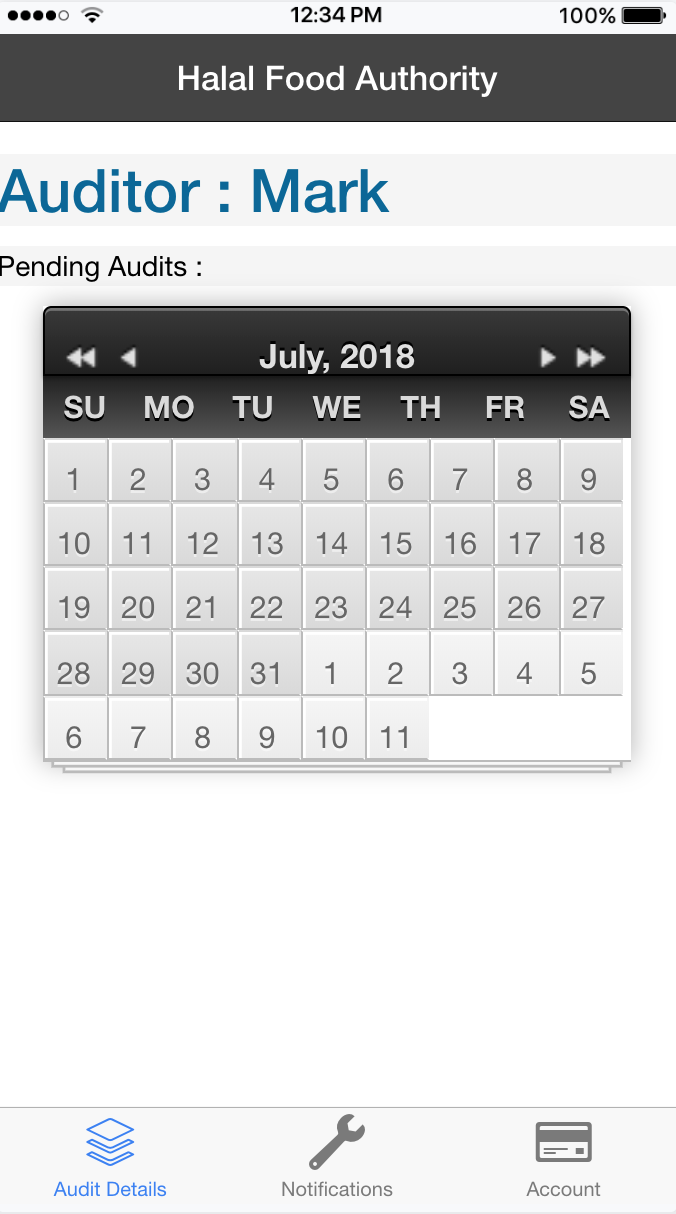 12:34 PM 100%
Halal Food Authority
Auditor : Mark
Pending Audits :
July, 2018
SU MO TU WE TH FR SA
1 2 3 4 5 6 7 8 9
10 11 12 13 14 15 16 17 18
19 20 21 22 23 24 25 26 27
28 29 30 31 1 2 3 4 5
6 7 8 9 10 11
Audit Details Notifications Account